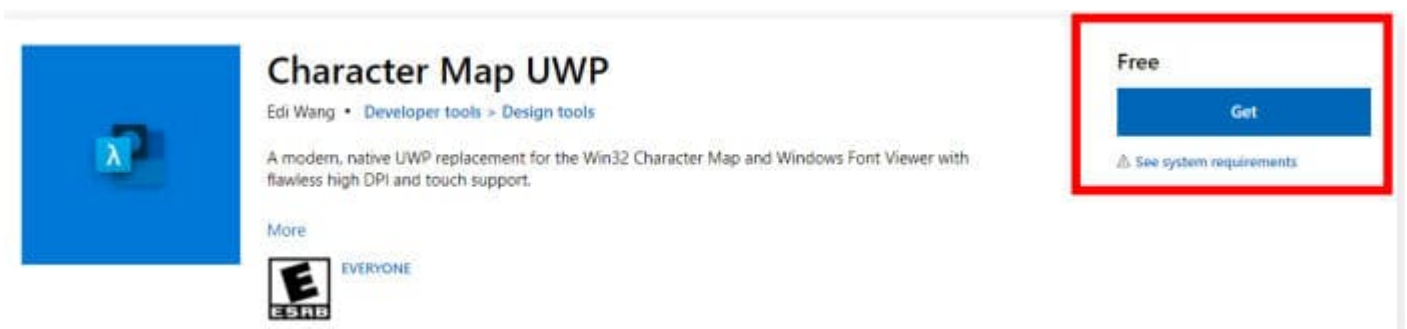 Character Map UWP
Edi Wang • Developer tools > Design tools
A modern, native UWP replacement for the Win32 Character Map and Windows Font Viewer with
flawless high DPI and touch support.
More
E
ESRB
EVERYONE
λ
Free
Get
⚠ See system requirements